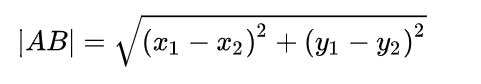 |AB| = √((x₁ − x₂)² + (y₁ − y₂)²)